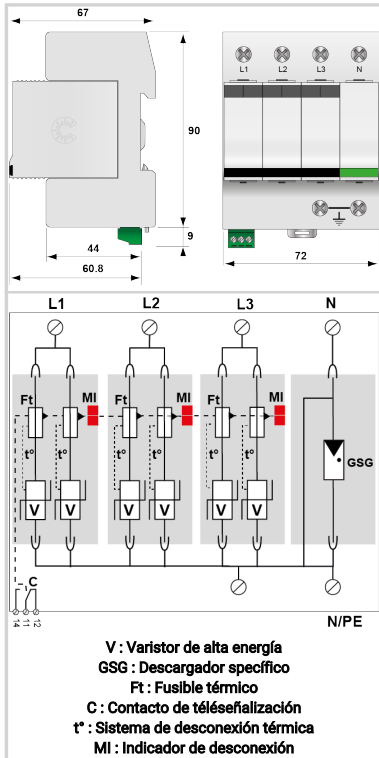 67
L1 L2 L3 N
90
9
44
60.8
72
L1 L2 L3 N
Ft MI Ft MI Ft MI
GSG
t° t° t° t° t° t°
V V V V V V
C
14 11 12
N/PE
V : Varistor de alta energía
GSG : Descargador specífico
Ft : Fusible térmico
C : Contacto de téléseñalización
t° : Sistema de desconexión térmica
MI : Indicador de desconexión